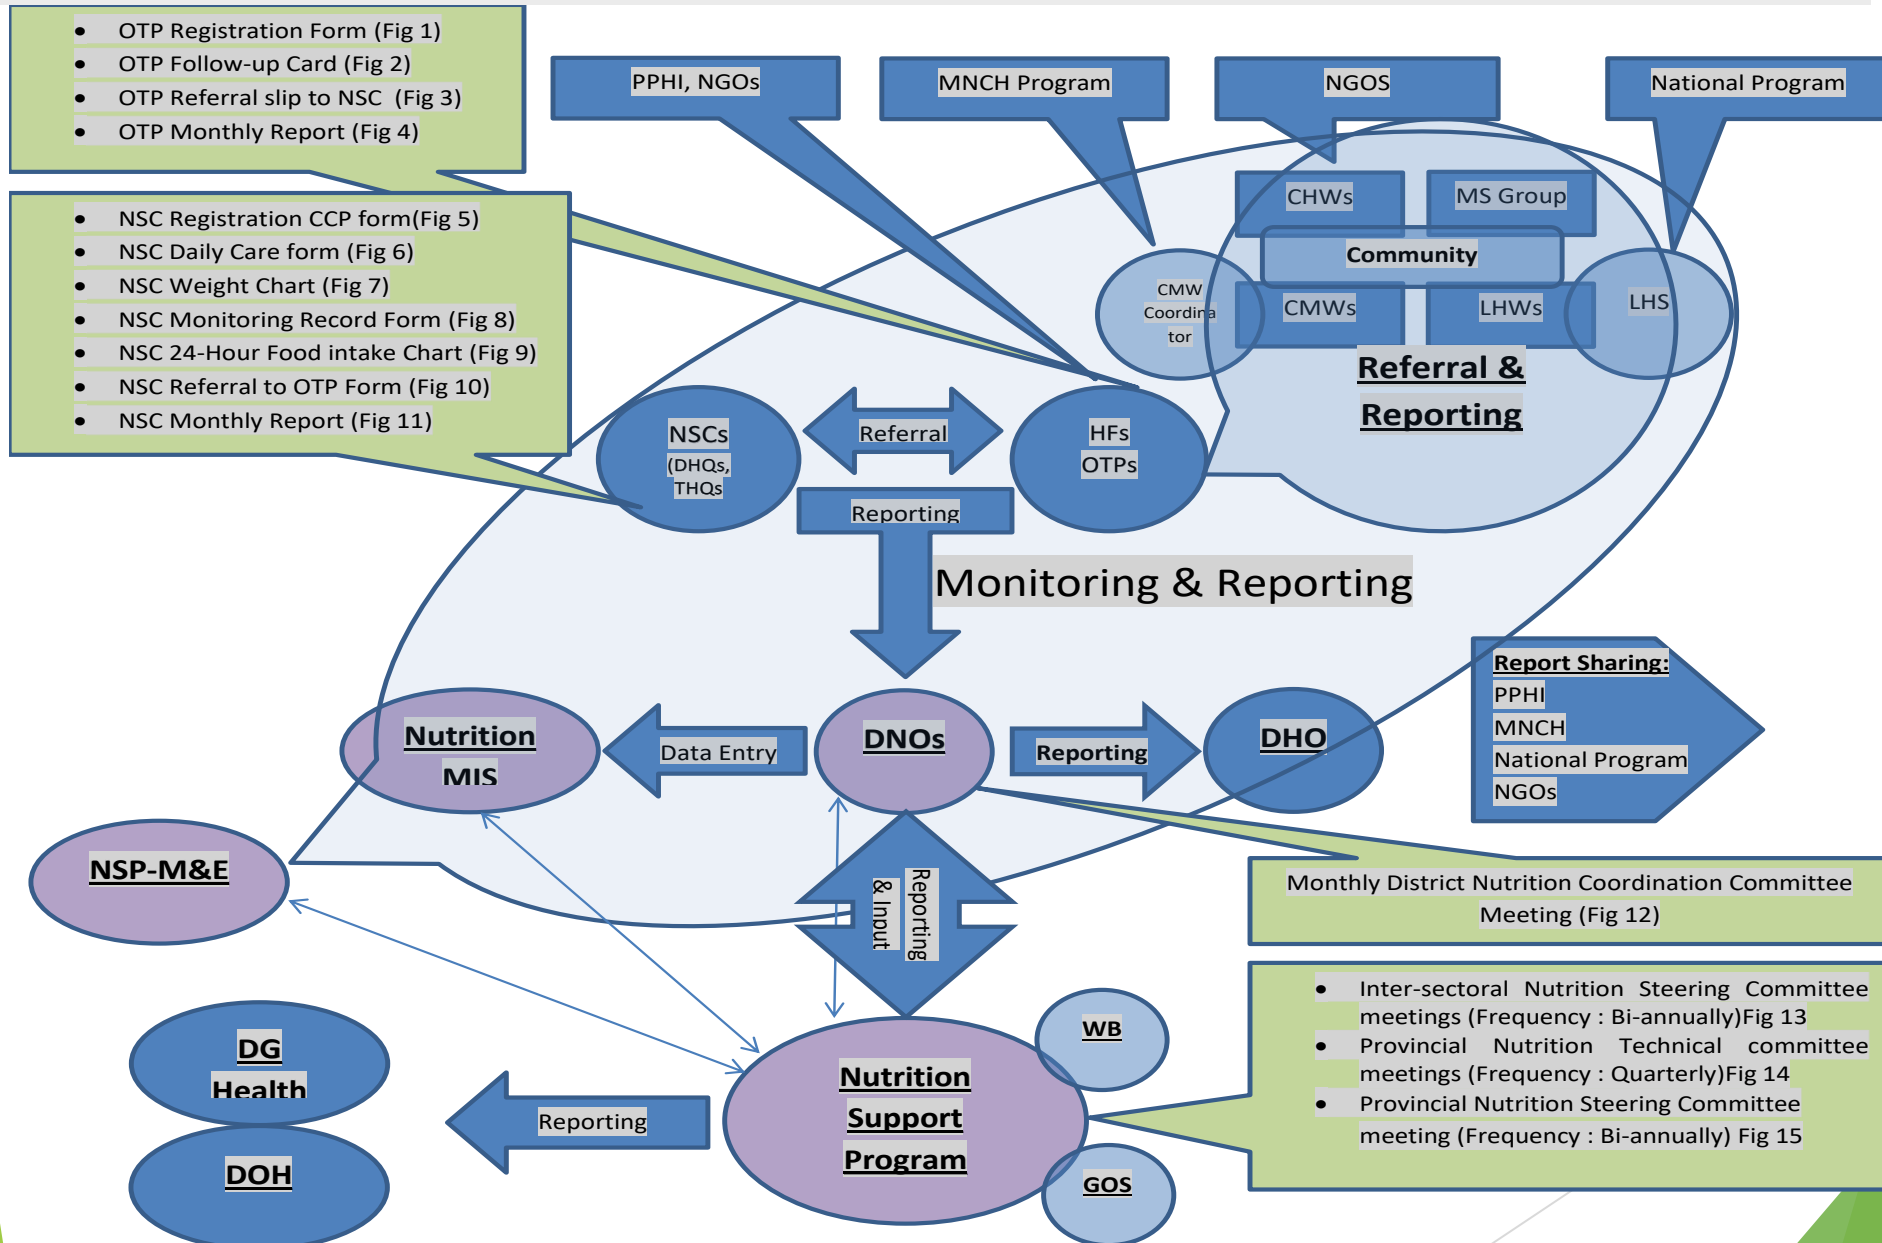 • OTP Registration Form (Fig 1)
• OTP Follow-up Card (Fig 2)
• OTP Referral slip to NSC (Fig 3)
• OTP Monthly Report (Fig 4)
PPHI, NGOs
MNCH Program
NGOS
National Program
• NSC Registration CCP form(Fig 5)
• NSC Daily Care form (Fig 6)
• NSC Weight Chart (Fig 7)
• NSC Monitoring Record Form (Fig 8)
• NSC 24-Hour Food intake Chart (Fig 9)
• NSC Referral to OTP Form (Fig 10)
• NSC Monthly Report (Fig 11)
CHWs
MS Group
Community
CMW
Coordina
tor
CMWs
LHWs
LHS
Referral &
Reporting
NSCs
(DHQs,
THQs
Referral
HFs
OTPs
Reporting
Monitoring & Reporting
Report Sharing:
PPHI
MNCH
National Program
NGOs
Nutrition
MIS
Data Entry
DNOs
Reporting
DHO
NSP-M&E
Reporting
& Input
Monthly District Nutrition Coordination Committee
Meeting (Fig 12)
• Inter-sectoral Nutrition Steering Committee
meetings (Frequency : Bi-annually)Fig 13
• Provincial Nutrition Technical committee
meetings (Frequency : Quarterly)Fig 14
• Provincial Nutrition Steering Committee
meeting (Frequency : Bi-annually) Fig 15
WB
DG
Health
DOH
Reporting
Nutrition
Support
Program
GOS